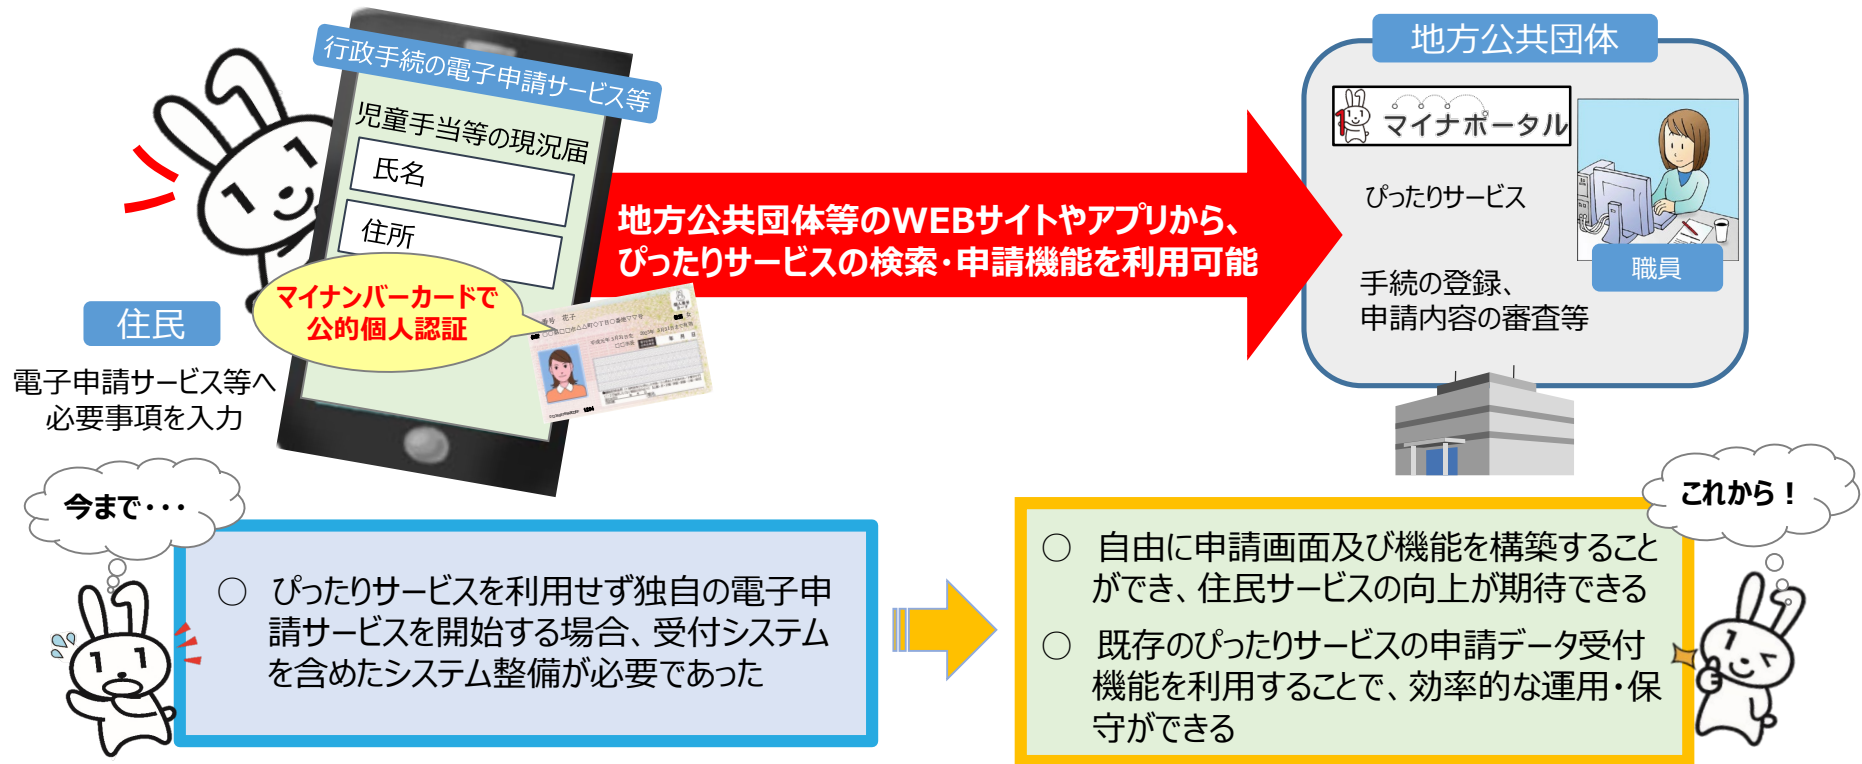 行政手続の電子申請サービス等
児童手当等の現況届
氏名
住所
マイナンバーカードで
公的個人認証
住民
電子申請サービス等へ
必要事項を入力
地方公共団体等のWEBサイトやアプリから、
ぴったりサービスの検索・申請機能を利用可能
番号 花子
地方公共団体
マイナポータル
ぴったりサービス
職員
手続の登録、
申請内容の審査等
今まで・・・
○ ぴったりサービスを利用せず独自の電子申
請サービスを開始する場合、受付システム
を含めたシステム整備が必要であった
これから！
○ 自由に申請画面及び機能を構築すること
ができ、住民サービスの向上が期待できる
○ 既存のぴったりサービスの申請データ受付
機能を利用することで、効率的な運用・保
守ができる